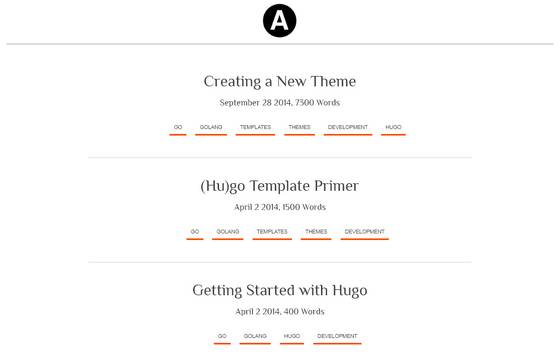 A
Creating a New Theme
September 28 2014, 7300 Words
GO GOLANG TEMPLATES THEMES DEVELOPMENT HUGO
(Hu)go Template Primer
April 2 2014, 1500 Words
GO GOLANG TEMPLATES THEMES DEVELOPMENT
Getting Started with Hugo
April 2 2014, 400 Words
GO GOLANG HUGO DEVELOPMENT